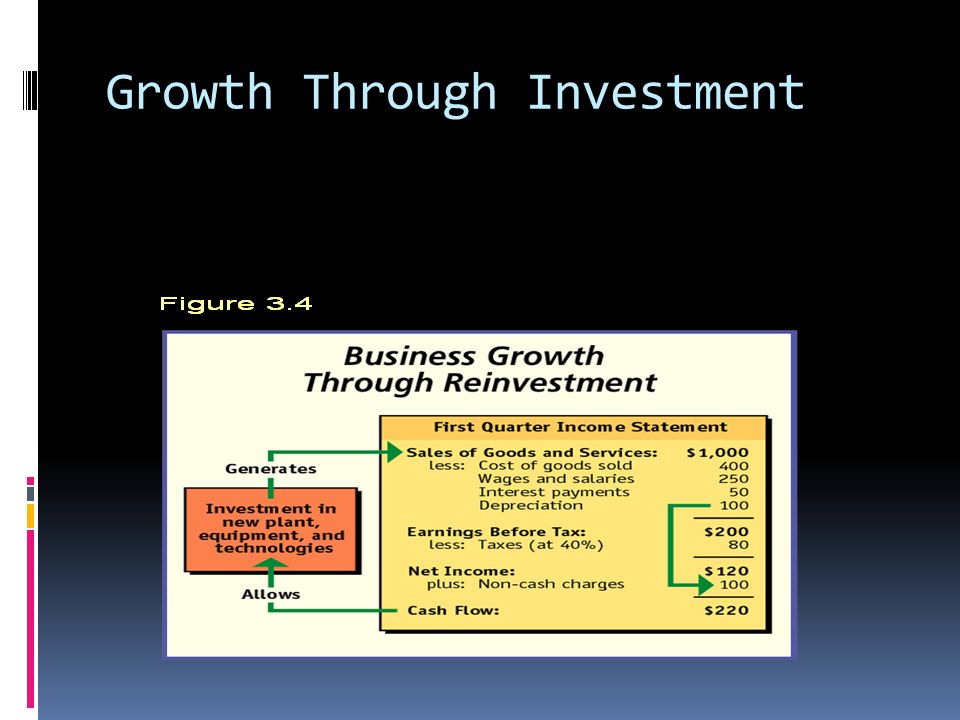 Growth Through Investment
Figure 3.4
Business Growth
Through Reinvestment
First Quarter Income Statement
Sales of Goods and Services: $1,000
less: Cost of goods sold 400
Wages and salaries 250
Interest payments 50
Depreciation 100
Earnings Before Tax: $200
less: Taxes (at 40%) 80
Net Income: $120
plus: Non-cash charges 100
Cash Flow: $220
Generates
Investment in
new plant,
equipment, and
technologies
Allows